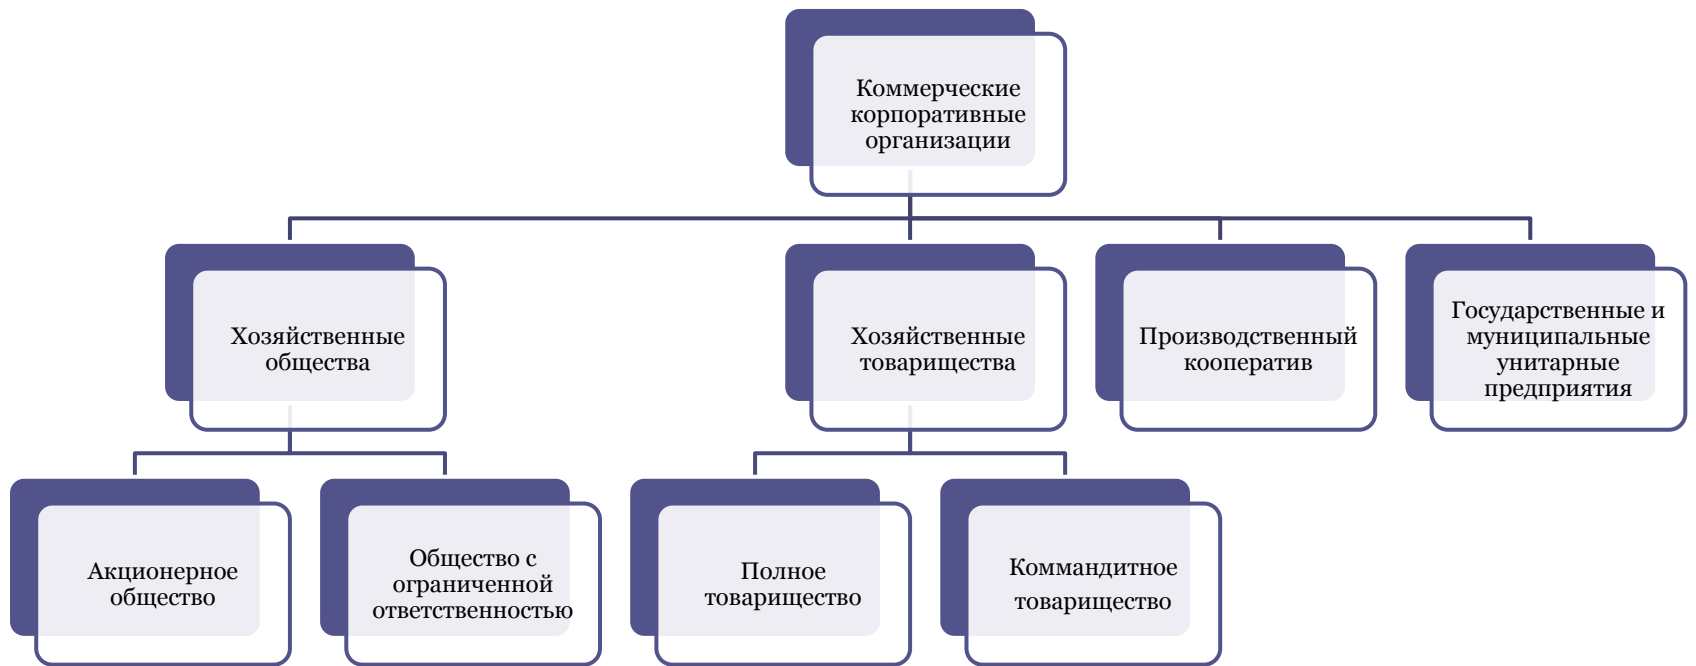 Коммерческие
корпоративные
организации
Хозяйственные
общества
Хозяйственные
товарищества
Производственный
кооператив
Государственные и
муниципальные
унитарные
предприятия
Акционерное
общество
Общество с
ограниченной
ответственностью
Полное
товарищество
Коммандитное
товарищество